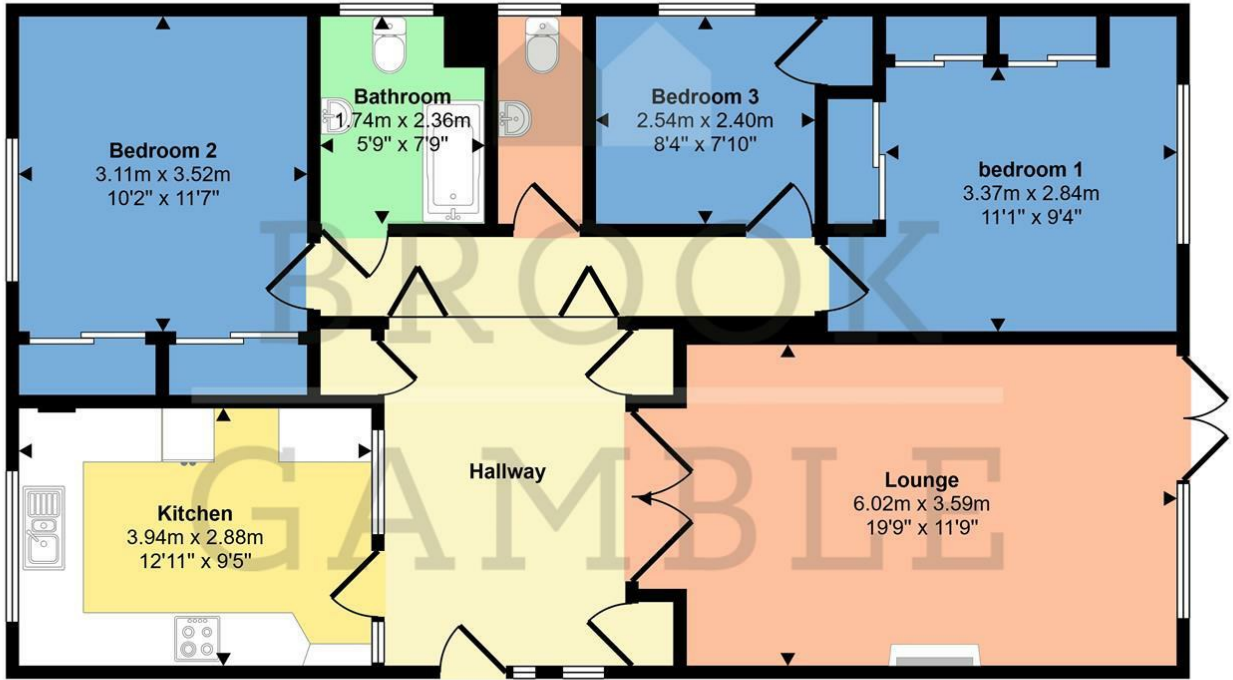 Bedroom 2
3.11m x 3.52m
10'2" x 11'7"
Bathroom
1.74m x 2.36m
5'9" x 7'9"
Bedroom 3
2.54m x 2.40m
8'4" x 7'10"
bedroom 1
3.37m x 2.84m
11'1" x 9'4"
BROOK
GAMBLE
Kitchen
3.94m x 2.88m
12'11" x 9'5"
Hallway
Lounge
6.02m x 3.59m
19'9" x 11'9"